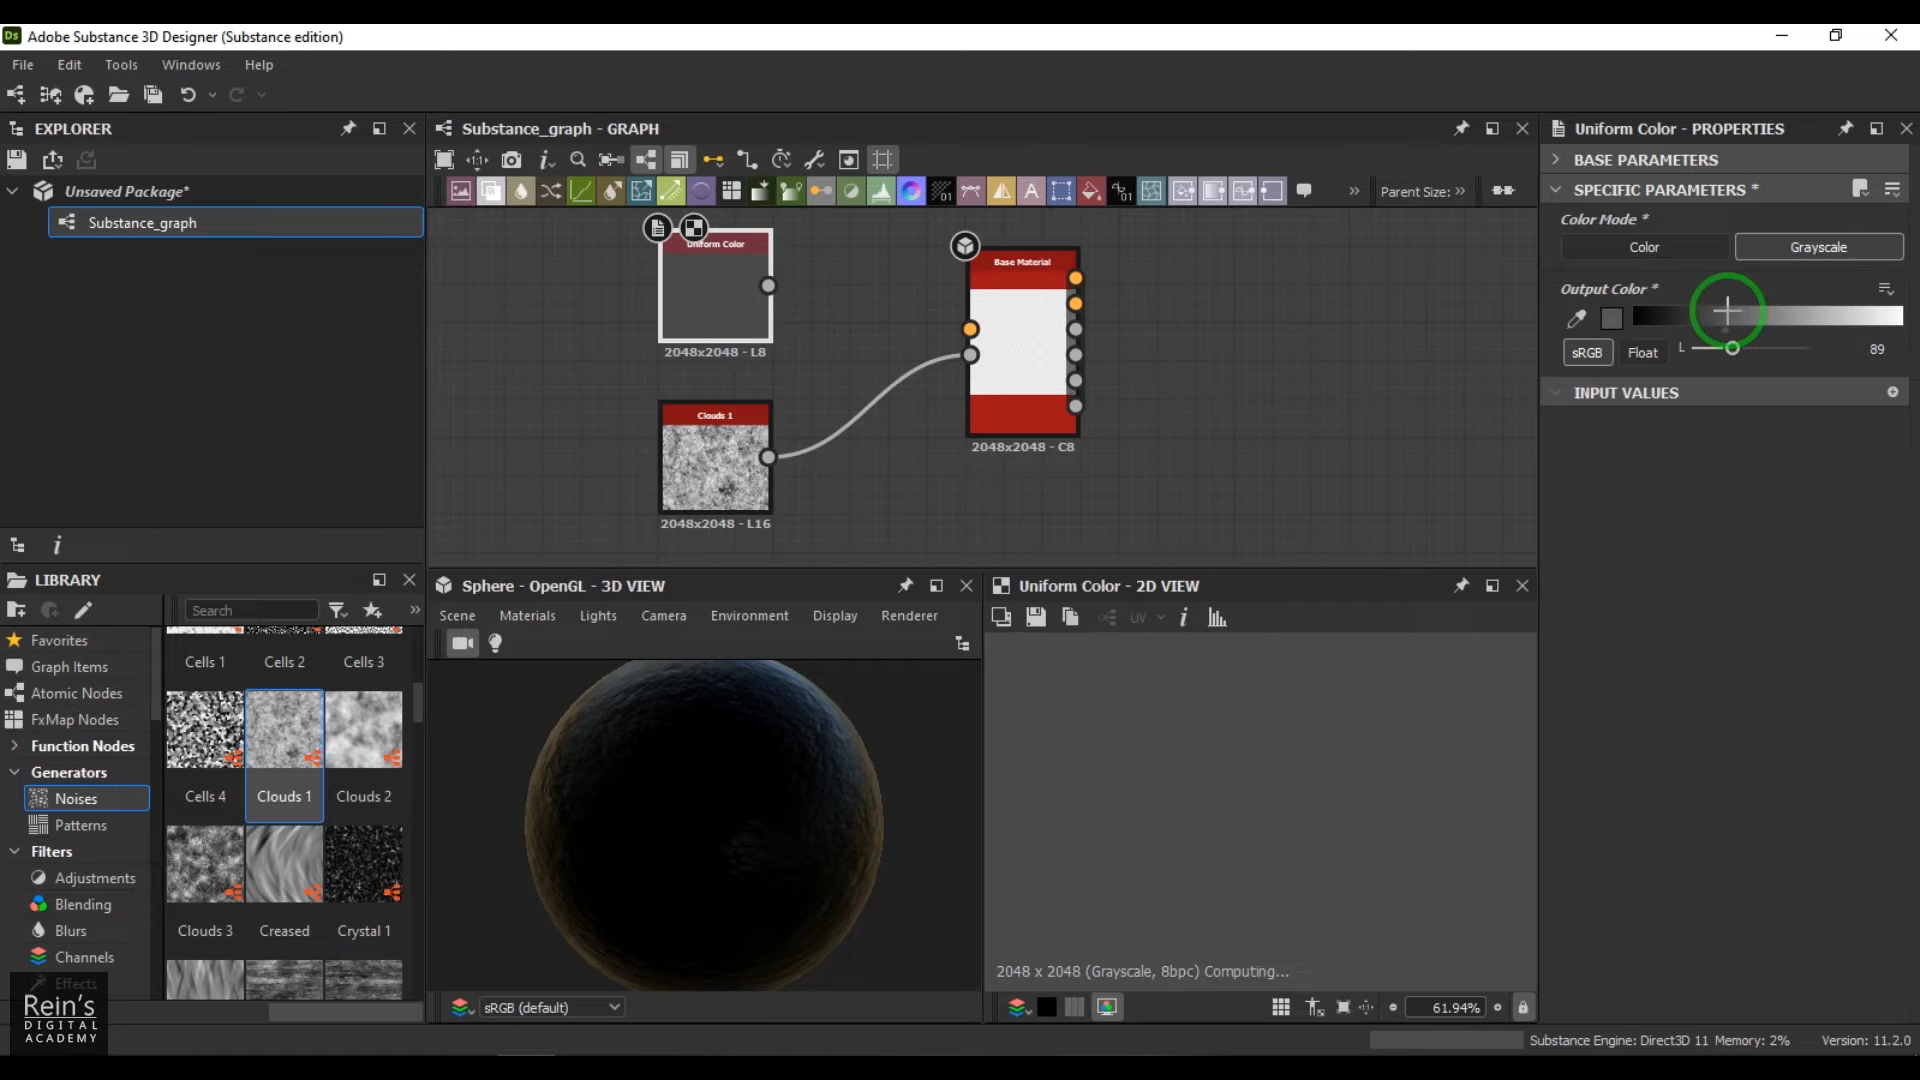 Ds Adobe Substance 3D Designer (Substance edition)
File Edit Tools Windows Help
EXPLORER
Unsaved Package*
Substance_graph
LIBRARY
Search
Favorites
Graph Items
Atomic Nodes
FxMap Nodes
Function Nodes
Generators
Noises
Patterns
Filters
Adjustments
Blending
Blurs
Channels
Effects
Cells 1 Cells 2 Cells 3
Cells 4 Clouds 1 Clouds 2
Clouds 3 Creased Crystal 1
Rein's
DIGITAL
ACADEMY
Substance_graph - GRAPH
Parent Size:
Uniform Color
2048x2048 - L8
Clouds 1
2048x2048 - L16
Base Material
2048x2048 - C8
Sphere - OpenGL - 3D VIEW
Scene Materials Lights Camera Environment Display Renderer
sRGB (default)
Uniform Color - 2D VIEW
UV
2048 x 2048 (Grayscale, 8bpc) Computing...
61.94%
Uniform Color - PROPERTIES
BASE PARAMETERS
SPECIFIC PARAMETERS *
Color Mode *
Color Grayscale
Output Color *
sRGB Float L 89
INPUT VALUES
Substance Engine: Direct3D 11 Memory: 2% Version: 11.2.0